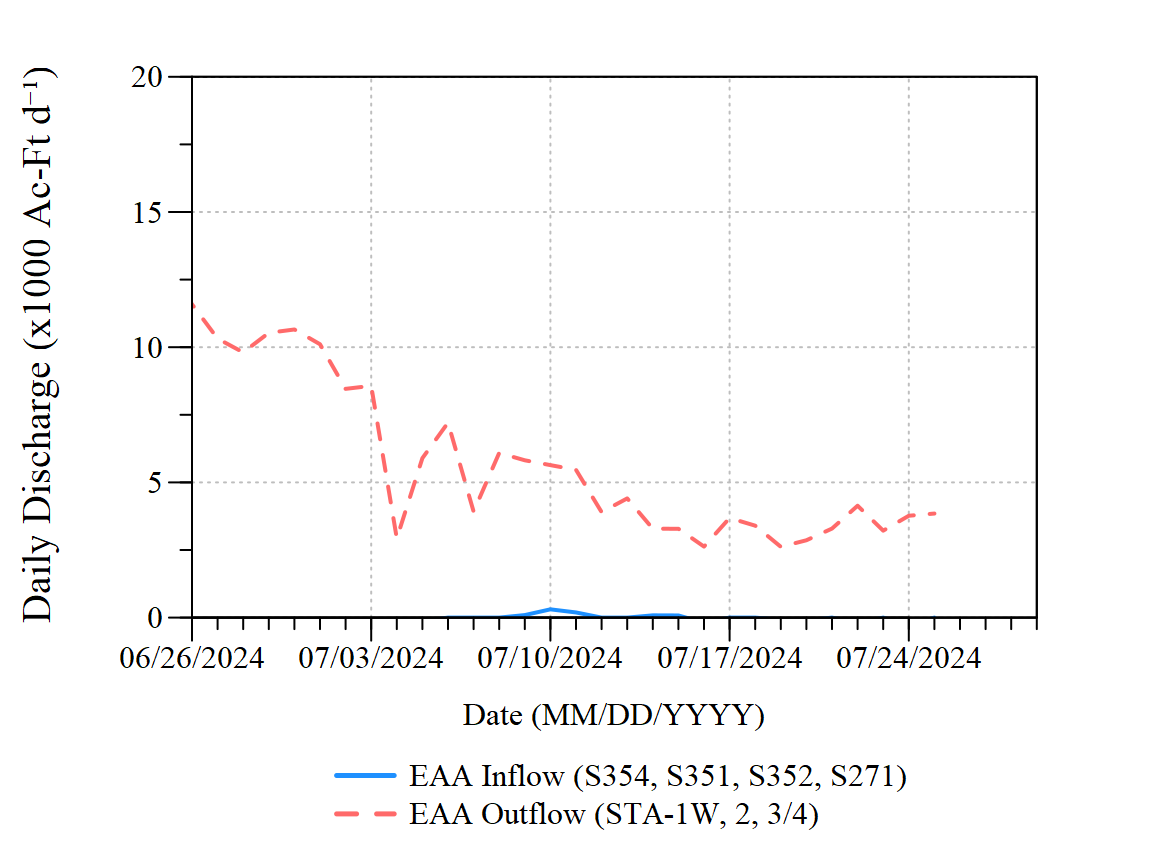 Daily Discharge (x1000 Ac-Ft d⁻¹)
20
15
10
5
0
06/26/2024 07/03/2024 07/10/2024 07/17/2024 07/24/2024
Date (MM/DD/YYYY)
EAA Inflow (S354, S351, S352, S271)
EAA Outflow (STA-1W, 2, 3/4)